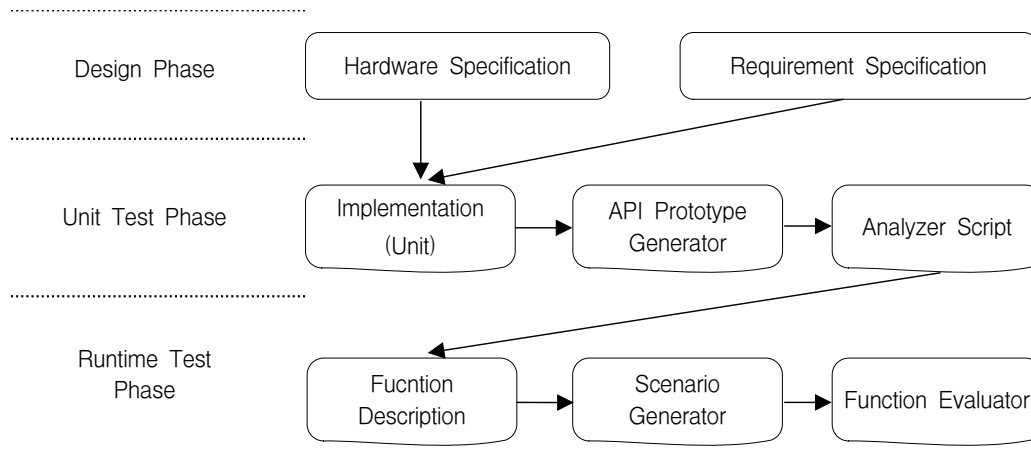 Design Phase
Hardware Specification
Requirement Specification
Unit Test Phase
Implementation
(Unit)
API Prototype
Generator
Analyzer Script
Runtime Test
Phase
Fucntion
Description
Scenario
Generator
Function Evaluator